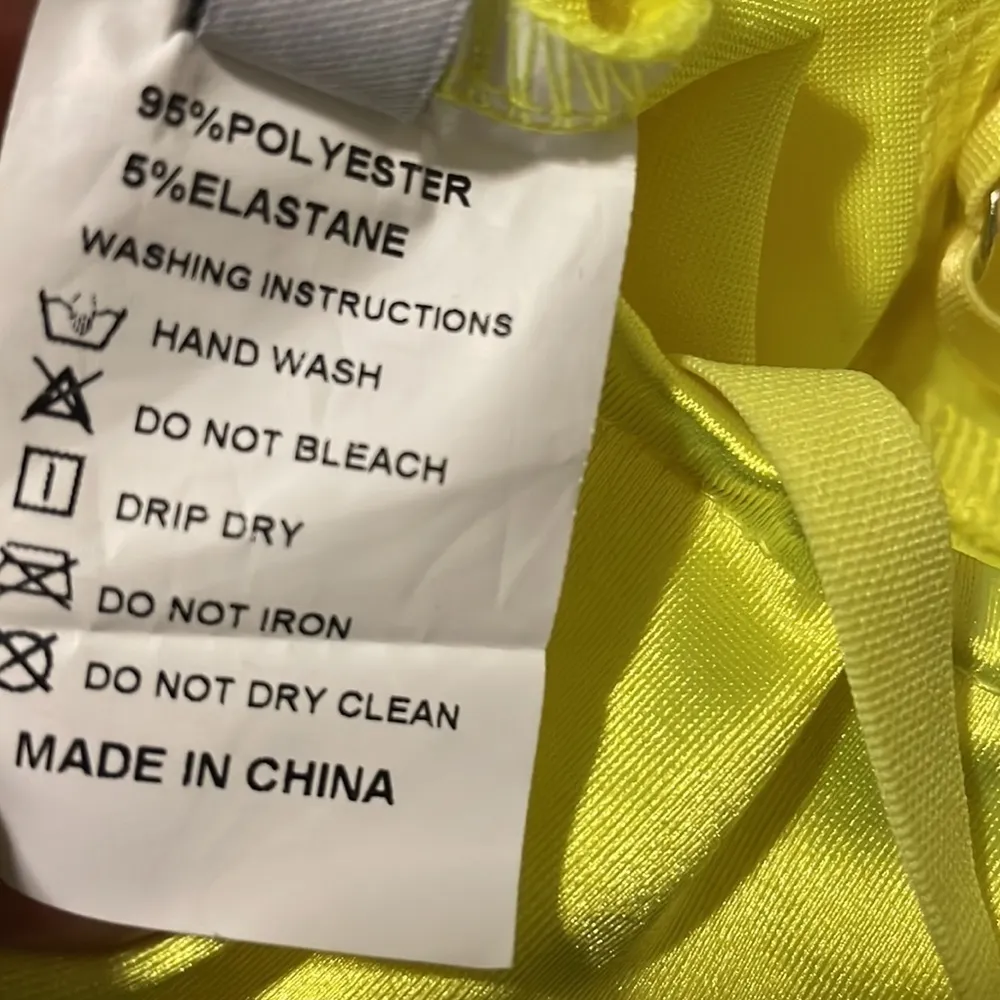 95%POLYESTER
5%ELASTANE
WASHING INSTRUCTIONS
HAND WASH
DO NOT BLEACH
DRIP DRY
DO NOT IRON
DO NOT DRY CLEAN
MADE IN CHINA